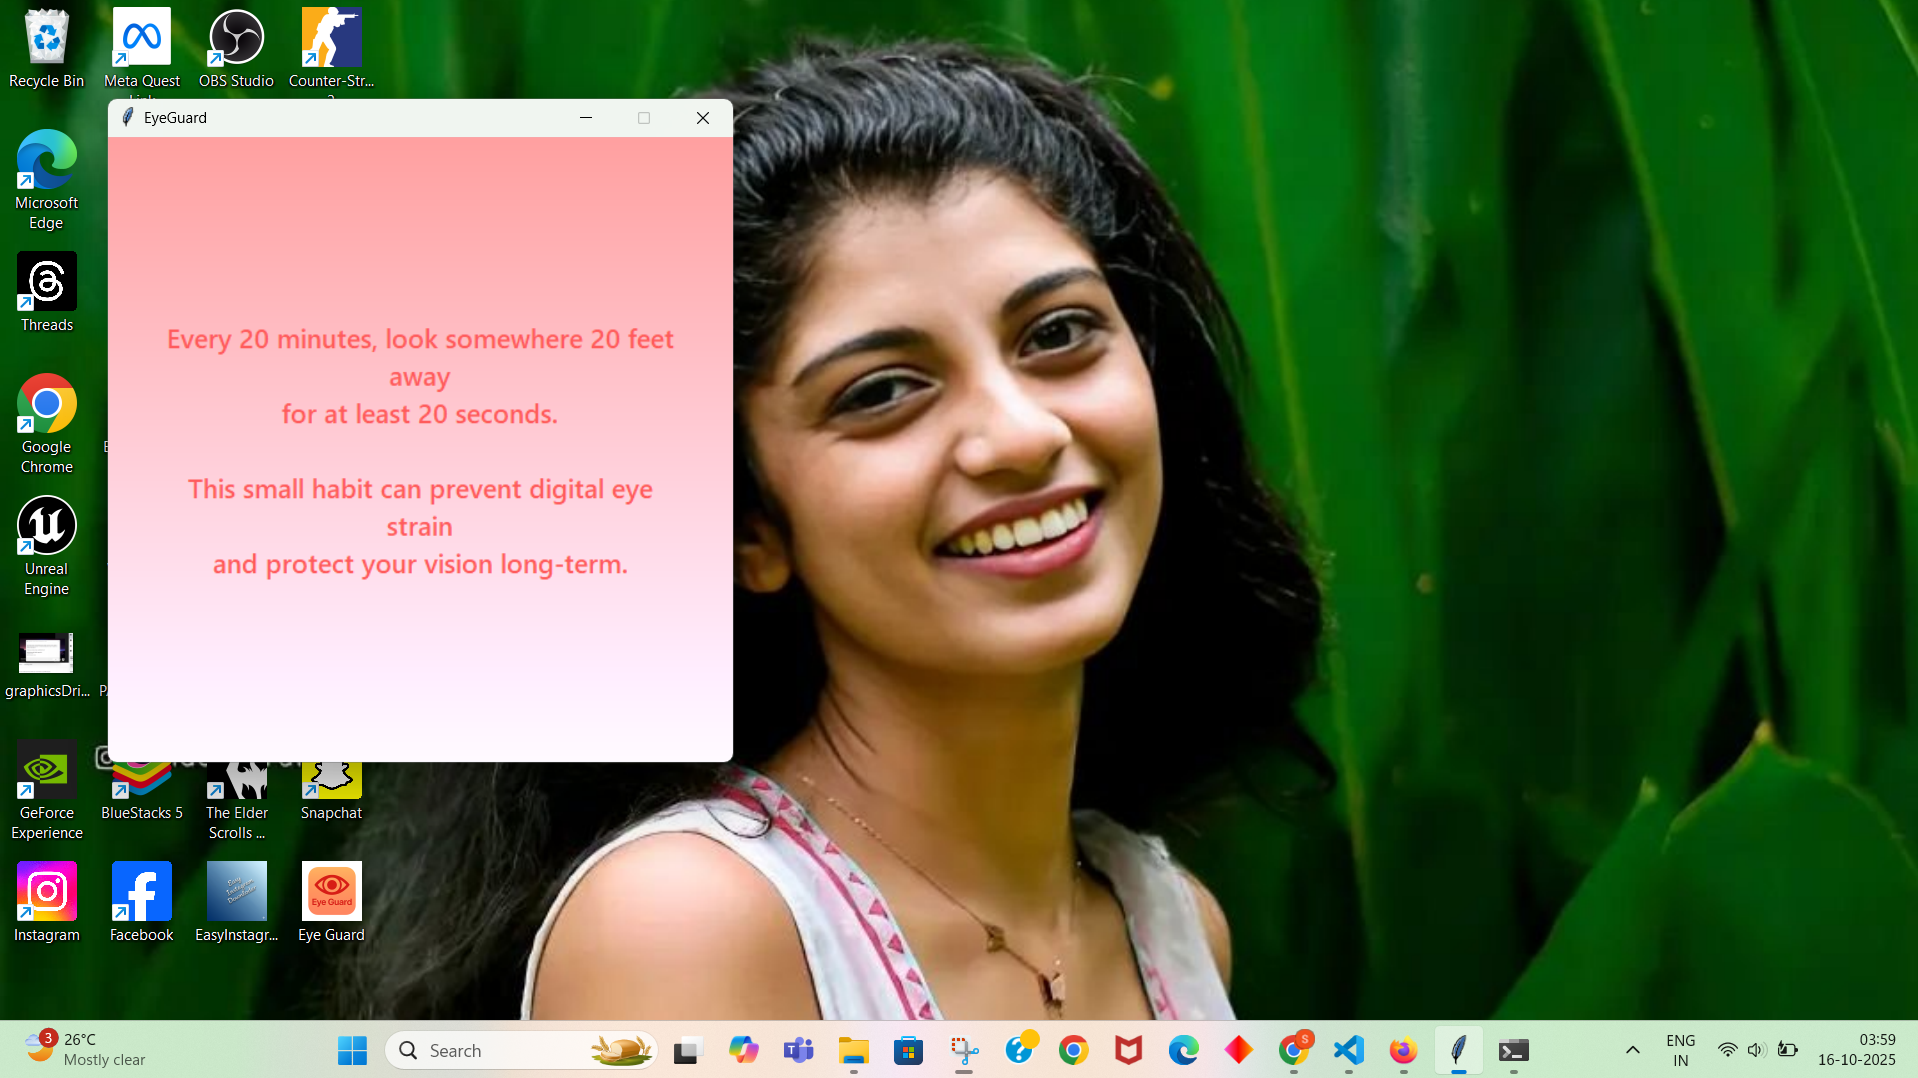 Recycle Bin
Meta Quest
OBS Studio
Counter-Str...
EyeGuard
Microsoft
Edge
Threads
Google
Chrome
Unreal
Engine
graphicsDri...
Every 20 minutes, look somewhere 20 feet
away
for at least 20 seconds.
This small habit can prevent digital eye
strain
and protect your vision long-term.
GeForce
Experience
BlueStacks 5
The Elder
Scrolls ...
Snapchat
Eye Guard
Instagram
Facebook
EasyInstagr...
Eye Guard
3
26°C
Mostly clear
Search
S
ENG
IN
03:59
16-10-2025